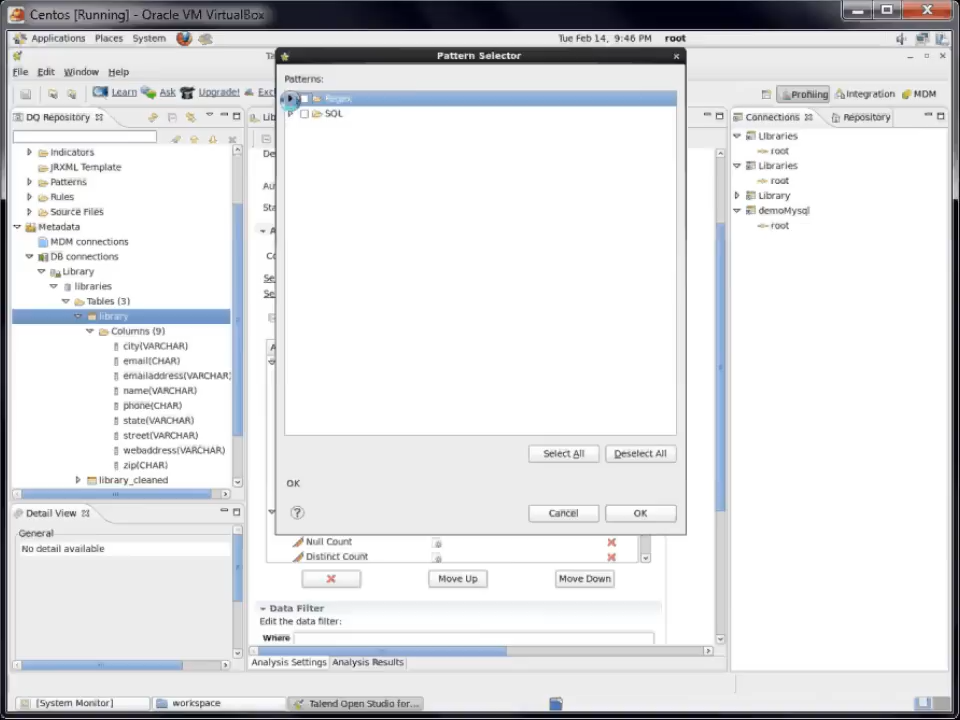 Centos [Running] - Oracle VM VirtualBox
Applications Places System
Tue Feb 14, 9:46 PM root
Pattern Selector
File Edit Window Help
Patterns:
Learn Ask Upgrade!
Profiling Integration MDM
Regex
SQL
DQ Repository
Connections Repository
Libraries
root
Libraries
root
Library
demoMysql
root
Indicators
JRXML Template
Patterns
Rules
Source Files
Metadata
MDM connections
DB connections
Library
libraries
Tables (3)
library
Columns (9)
city(VARCHAR)
email(CHAR)
emailaddress(VARCHAR)
name(VARCHAR)
phone(CHAR)
state(VARCHAR)
street(VARCHAR)
webaddress(VARCHAR)
zip(CHAR)
library_cleaned
Select All Deselect All
OK
Cancel OK
Detail View
General
No detail available
Null Count
Distinct Count
Move Up Move Down
Data Filter
Edit the data filter:
Where
Analysis Settings Analysis Results
[System Monitor] workspace Talend Open Studio for...